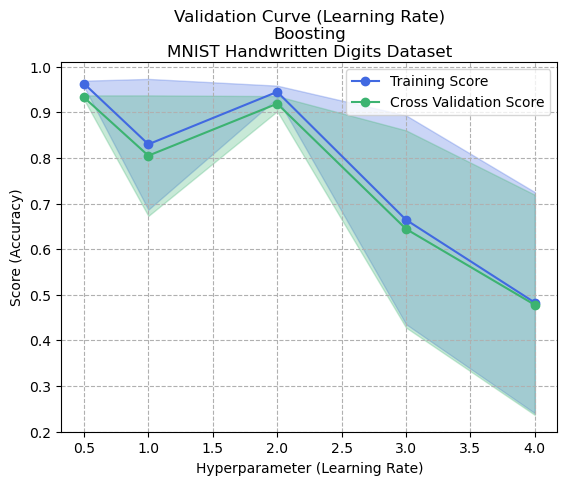 Validation Curve (Learning Rate)
Boosting
MNIST Handwritten Digits Dataset
Training Score
Cross Validation Score
Score (Accuracy)
1.0
0.9
0.8
0.7
0.6
0.5
0.4
0.3
0.2
0.5 1.0 1.5 2.0 2.5 3.0 3.5 4.0
Hyperparameter (Learning Rate)